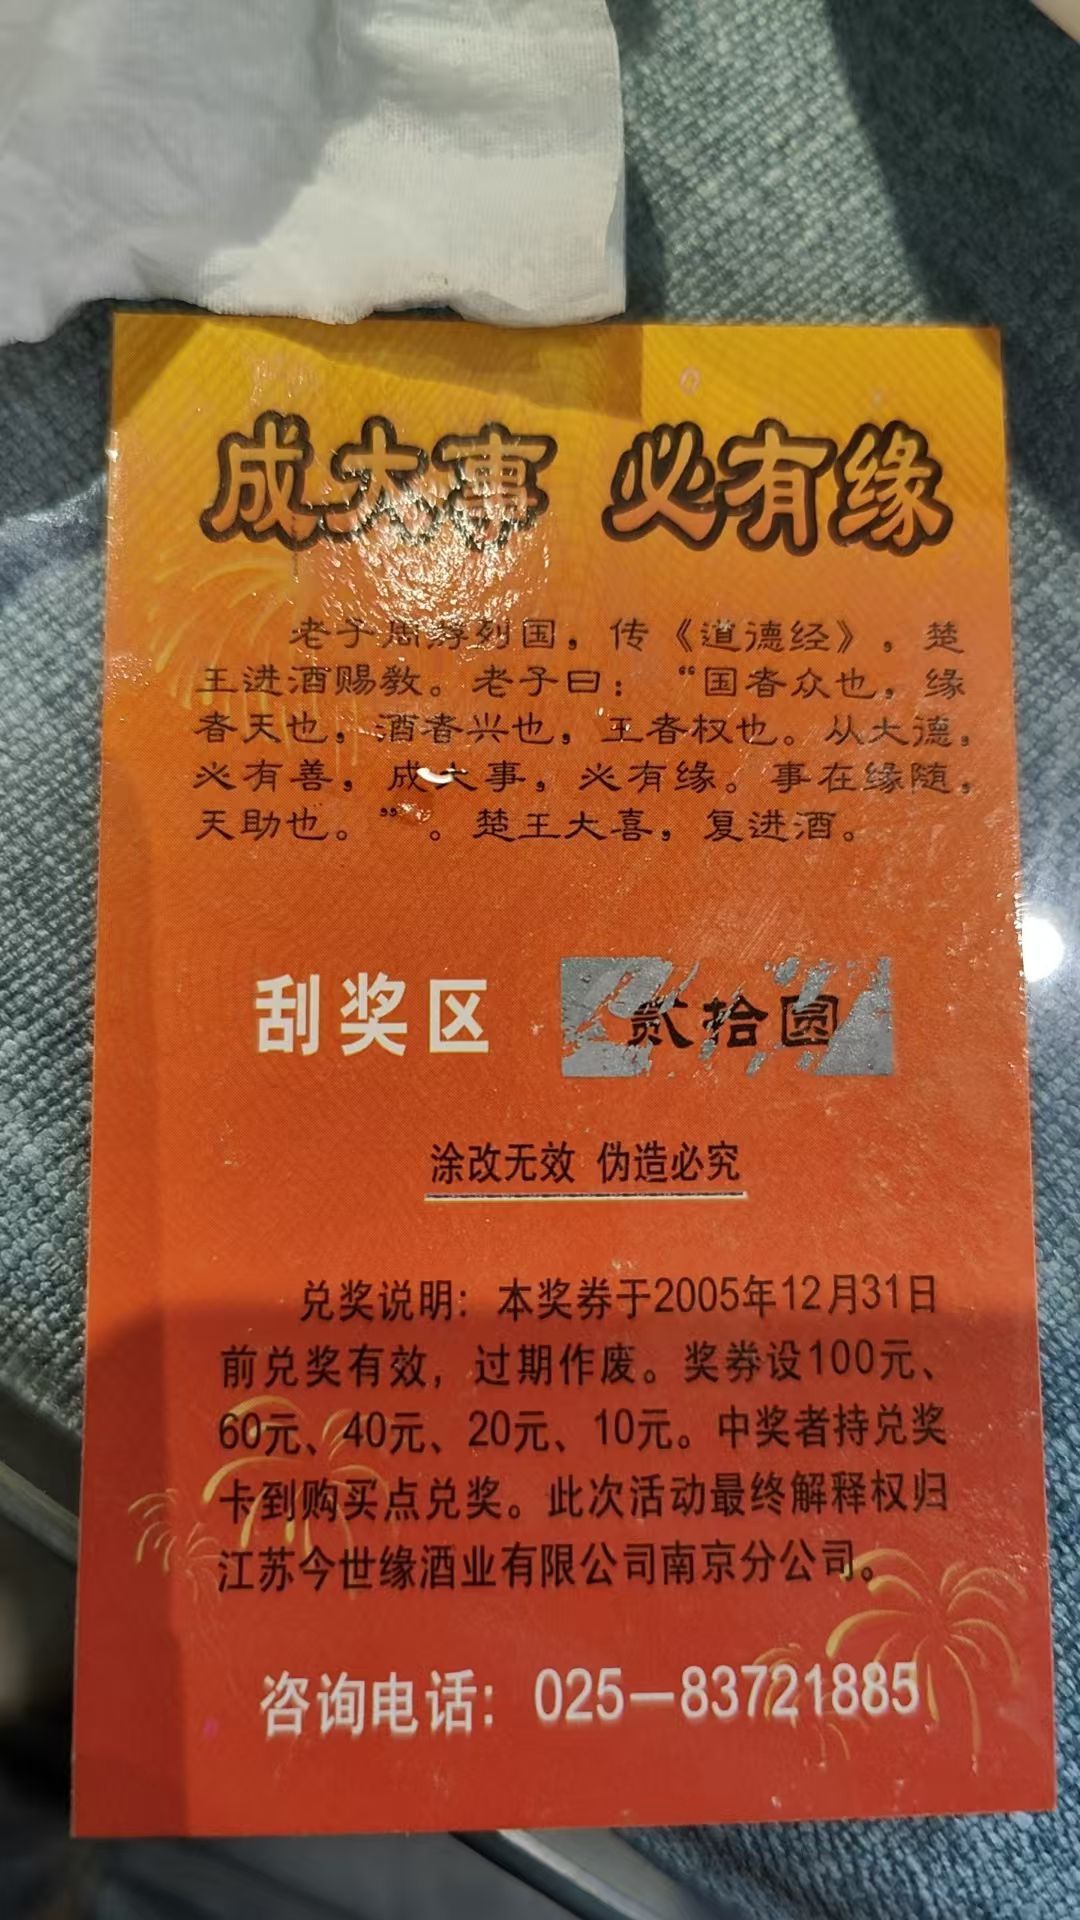 成大事 必有缘
老子周游列国，传《道德经》，楚
王进酒赐教。老子曰：“国者众也，缘
者天也，酒者兴也，王者权也。从大德，
必有善，成大事，必有缘。事在缘随，
天助也。”。楚王大喜，复进酒。
刮奖区 贰拾圆
涂改无效 伪造必究
兑奖说明：本奖券于2005年12月31日
前兑奖有效，过期作废。奖券设100元、
60元、40元、20元、10元。中奖者持兑奖
卡到购买点兑奖。此次活动最终解释权归
江苏今世缘酒业有限公司南京分公司。
咨询电话：025—83721885